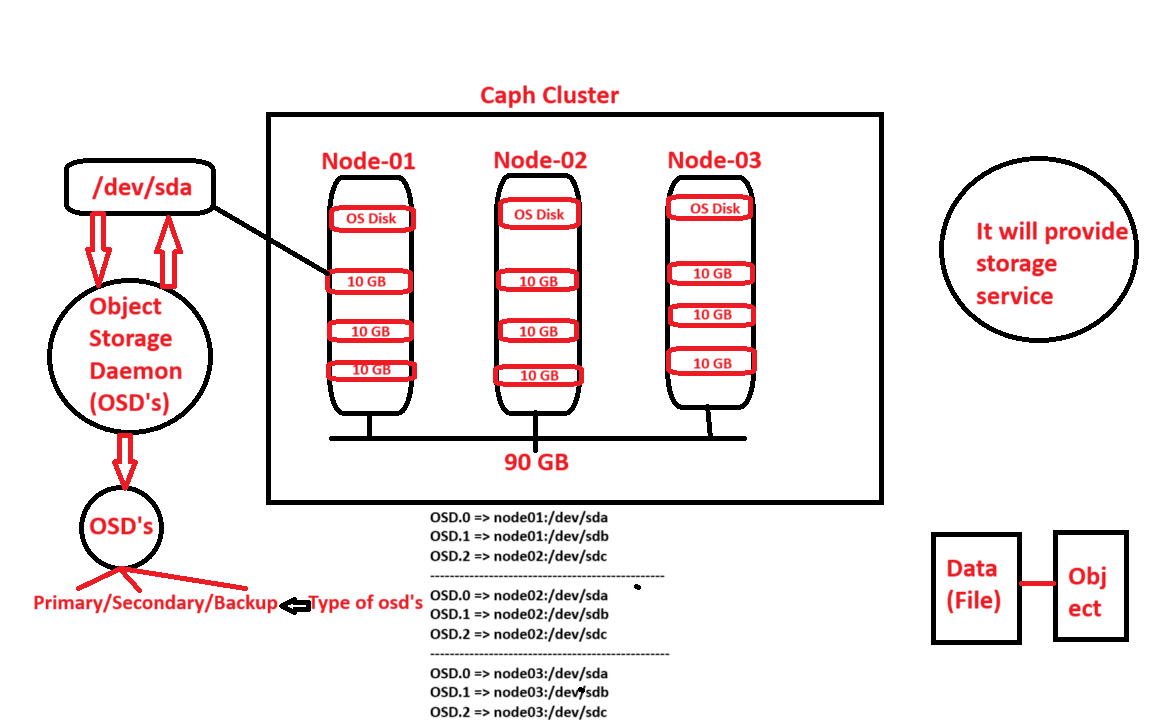 Caph Cluster
/dev/sda
Node-01
Node-02
Node-03
OS Disk
10 GB
10 GB
10 GB
OS Disk
10 GB
10 GB
10 GB
OS Disk
10 GB
10 GB
10 GB
90 GB
Object
Storage
Daemon
(OSD's)
OSD's
Primary/Secondary/Backup
Type of osd's
OSD.0 => node01:/dev/sda
OSD.1 => node01:/dev/sdb
OSD.2 => node02:/dev/sdc
--------------------------------------------------
OSD.0 => node02:/dev/sda
OSD.1 => node02:/dev/sdb
OSD.2 => node02:/dev/sdc
---------------------------------------------------
OSD.0 => node03:/dev/sda
OSD.1 => node03:/dev/sdb
OSD.2 => node03:/dev/sdc
It will provide
storage
service
Data
(File)
Obj
ect